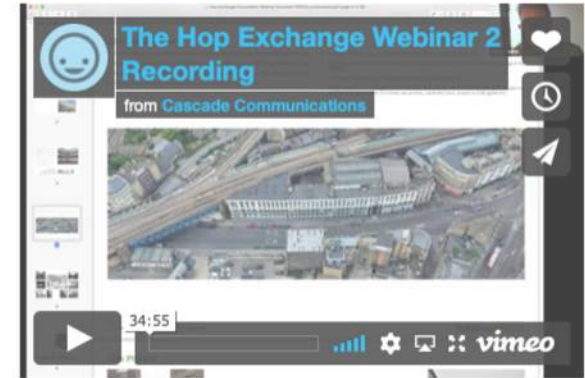 The Hop Exchange Webinar 2
Recording
from Cascade Communications
34:55
vimeo